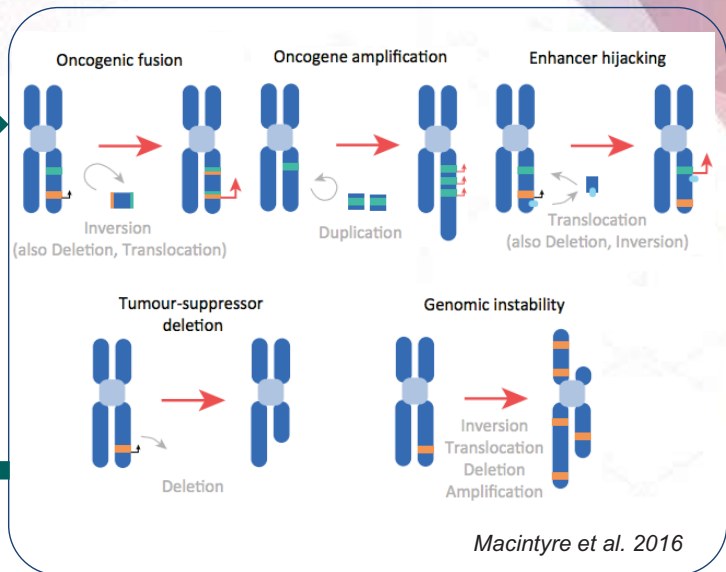 Oncogenic fusion
Oncogene amplification
Enhancer hijacking
Inversion
(also Deletion, Translocation)
Duplication
Translocation
(also Deletion, Inversion)
Tumour-suppressor
deletion
Genomic instability
Deletion
Inversion
Translocation
Deletion
Amplification
Macintyre et al. 2016